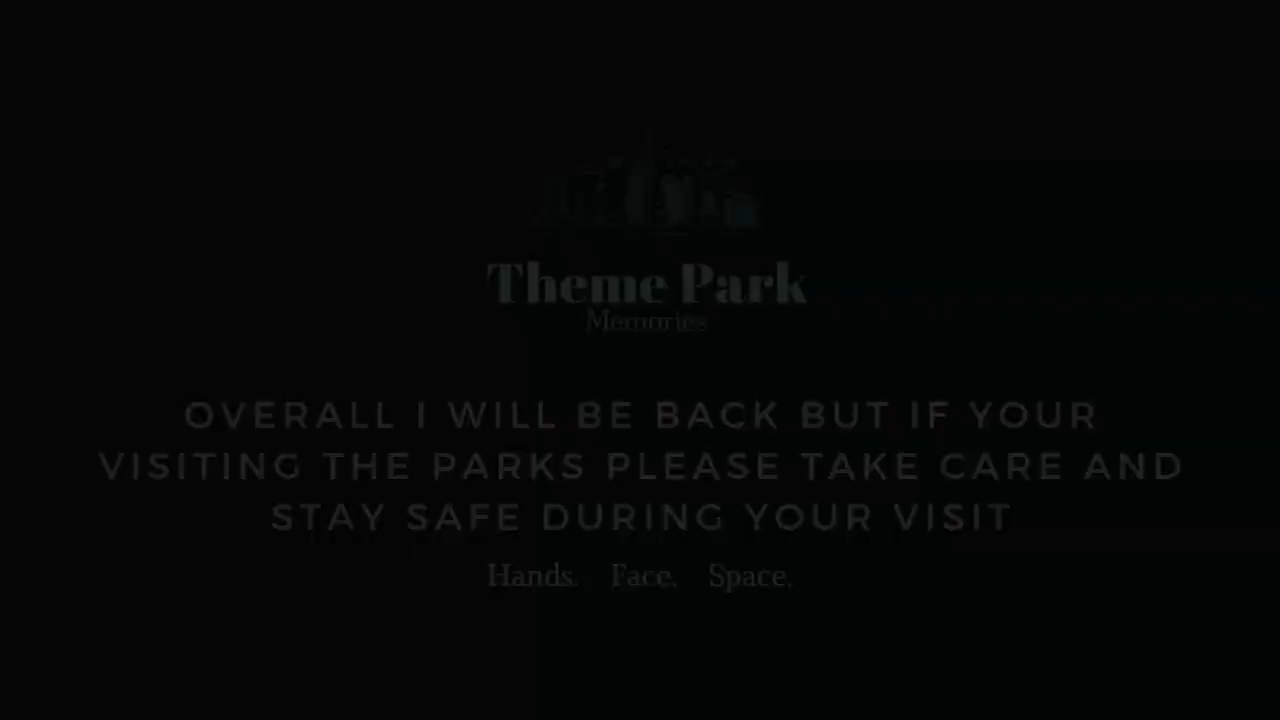 Theme Park
Memories
OVERALL I WILL BE BACK BUT IF YOUR
VISITING THE PARKS PLEASE TAKE CARE AND
STAY SAFE DURING YOUR VISIT
Hands. Face. Space.